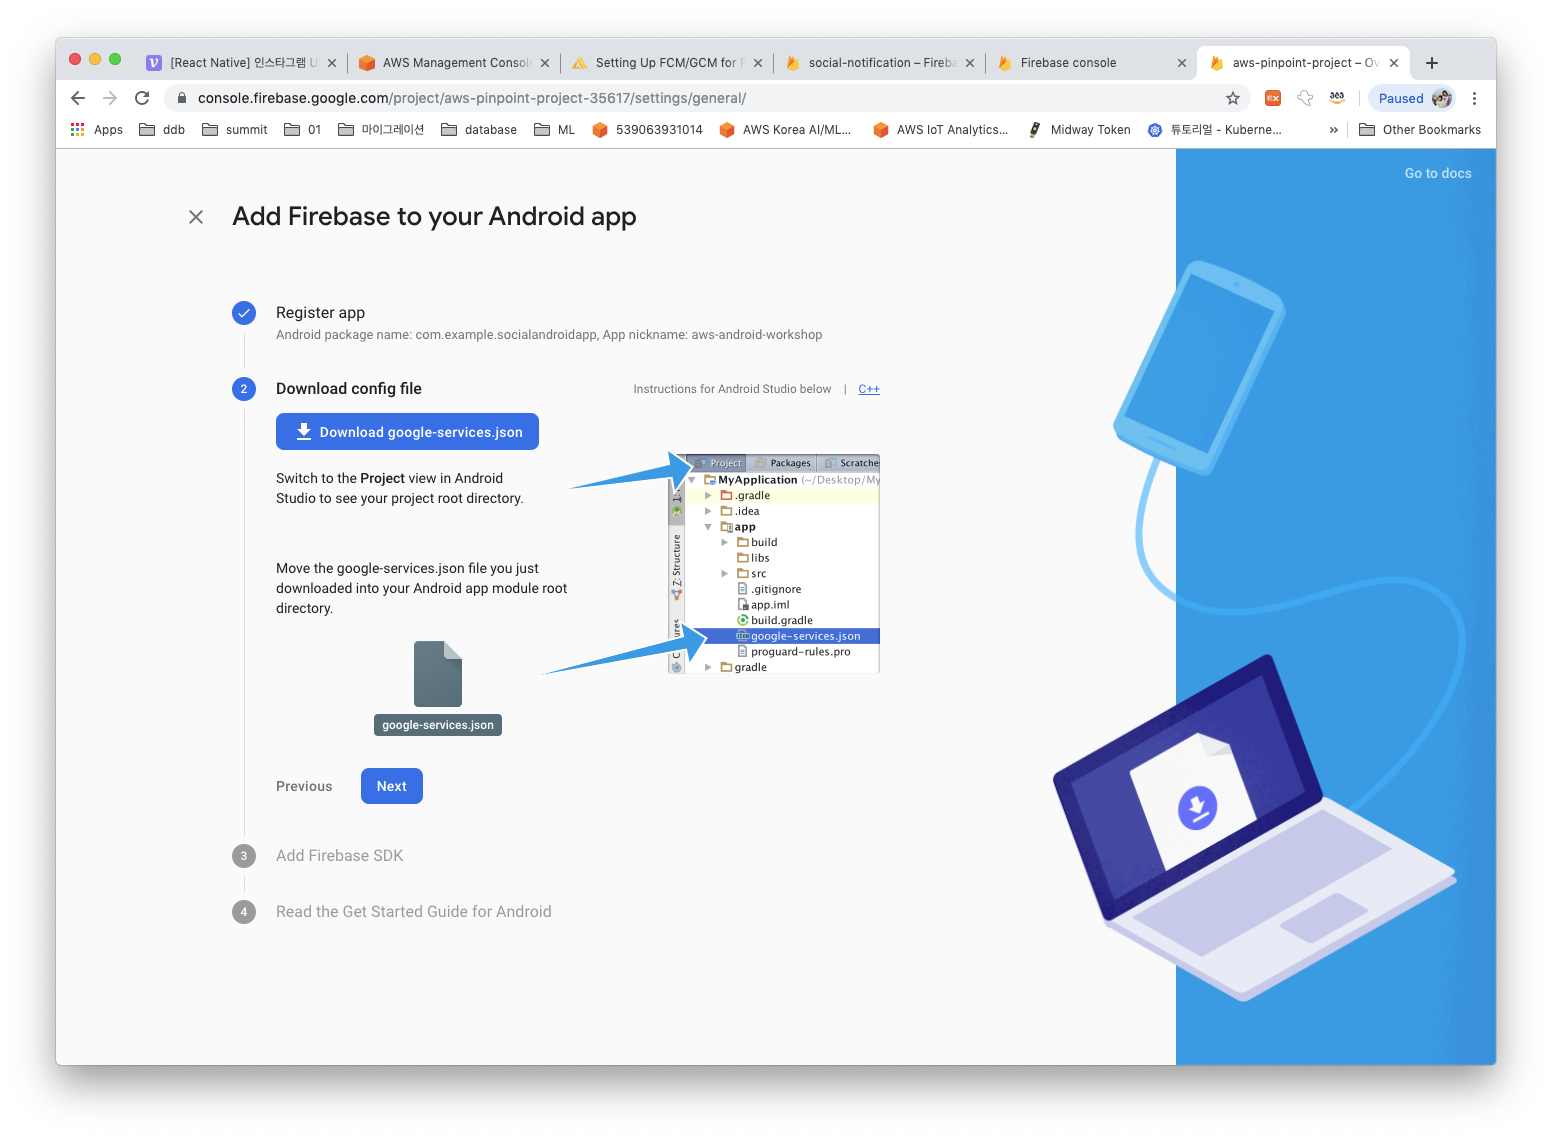 [React Native] 인스타그램 U
AWS Management Console
Setting Up FCM/GCM for
social-notification – Fireba
Firebase console
aws-pinpoint-project – Ov
console.firebase.google.com/project/aws-pinpoint-project-35617/settings/general/
EX
Paused
Apps
ddb
summit
01
마이그레이션
database
ML
539063931014
AWS Korea AI/ML...
AWS IoT Analytics...
Midway Token
튜토리얼 - Kuberne...
»
Other Bookmarks
Go to docs
Add Firebase to your Android app
Register app
Android package name: com.example.socialandroidapp, App nickname: aws-android-workshop
2
Download config file
Instructions for Android Studio below | C++
Download google-services.json
Switch to the Project view in Android
Studio to see your project root directory.
Move the google-services.json file you just
downloaded into your Android app module root
directory.
google-services.json
Project
Packages
Scratches
MyApplication (~/Desktop/My
.gradle
.idea
app
build
libs
src
.gitignore
app.iml
build.gradle
google-services.json
proguard-rules.pro
gradle
Z: Structure
Previous
Next
3
Add Firebase SDK
4
Read the Get Started Guide for Android